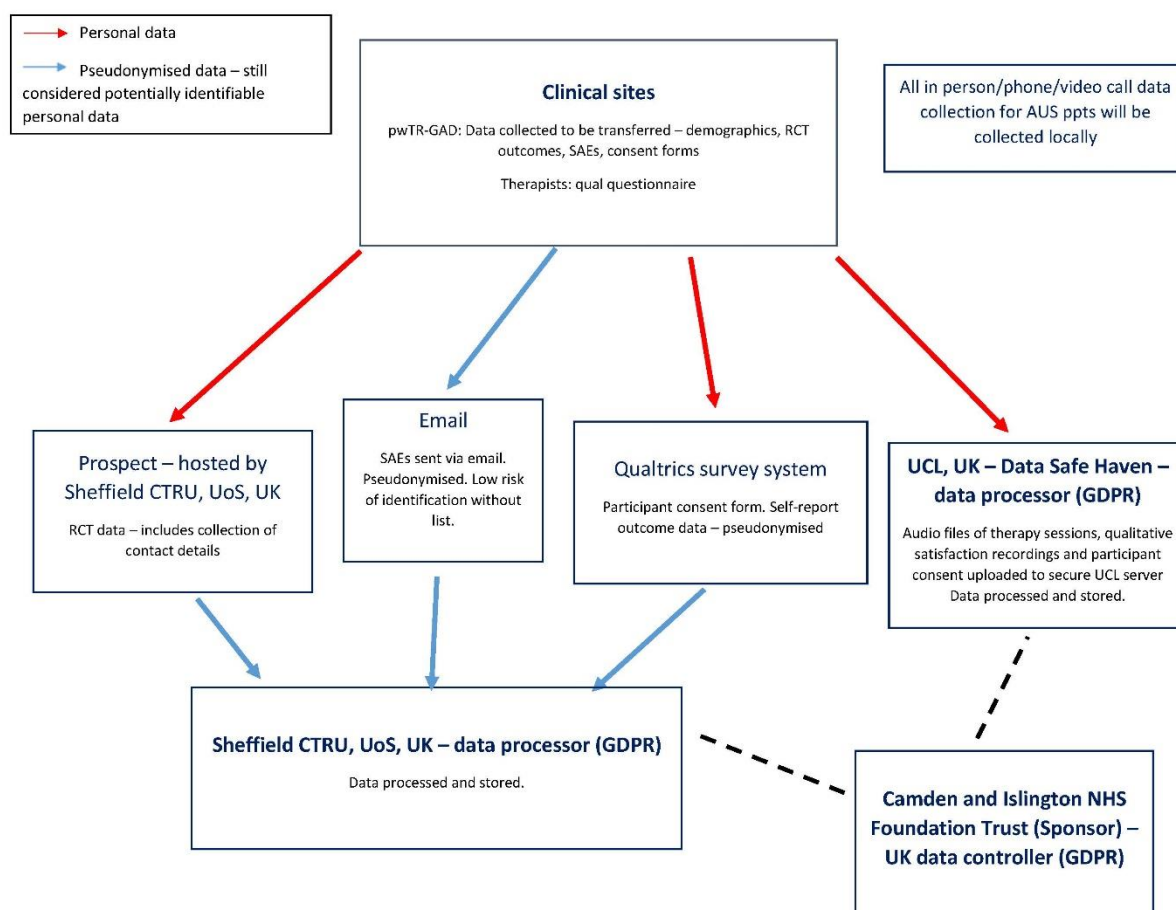 Personal data
Pseudonymised data – still
considered potentially identifiable
personal data
Clinical sites
pwTR-GAD: Data collected to be transferred – demographics, RCT
outcomes, SAEs, consent forms
Therapists: qual questionnaire
All in person/phone/video call data
collection for AUS ppts will be
collected locally
Prospect – hosted by
Sheffield CTRU, UoS, UK
RCT data – includes collection of
contact details
Email
SAEs sent via email.
Pseudonymised. Low risk
of identification without
list.
Qualtrics survey system
Participant consent form. Self-report
outcome data – pseudonymised
UCL, UK – Data Safe Haven –
data processor (GDPR)
Audio files of therapy sessions, qualitative
satisfaction recordings and participant
consent uploaded to secure UCL server
Data processed and stored.
Sheffield CTRU, UoS, UK – data processor (GDPR)
Data processed and stored.
Camden and Islington NHS
Foundation Trust (Sponsor) –
UK data controller (GDPR)